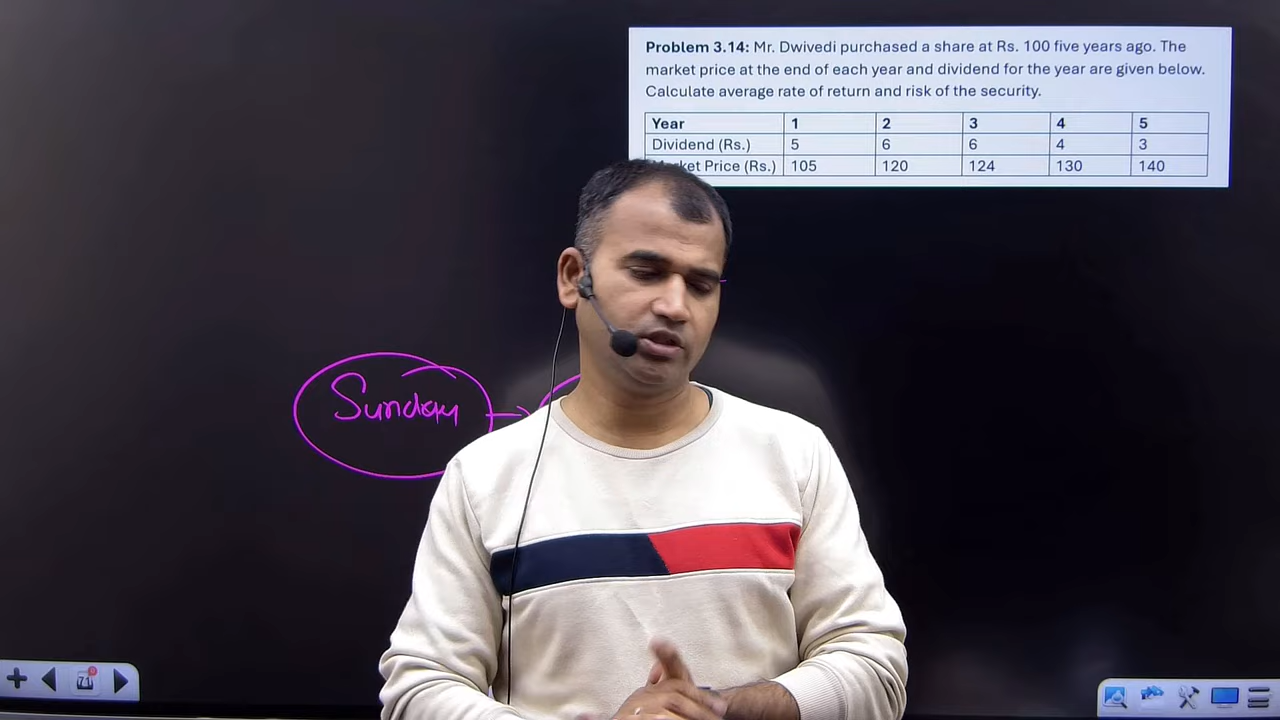 Problem 3.14: Mr. Dwivedi purchased a share at Rs. 100 five years ago. The
market price at the end of each year and dividend for the year are given below.
Calculate average rate of return and risk of the security.
Year 1 2 3 4 5
Dividend (Rs.) 5 6 6 4 3
Price (Rs.) 105 120 124 130 140
Sunday
71